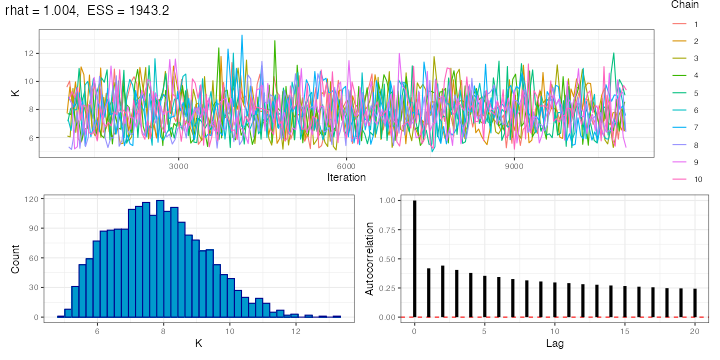 rhat = 1.004, ESS = 1943.2
Chain
1
2
3
4
5
6
7
8
9
10
K
12
10
8
6
3000 6000 9000
Iteration
Count
120
90
60
30
0
6 8 10 12
K
Autocorrelation
1.00
0.75
0.50
0.25
0.00
0 5 10 15 20
Lag